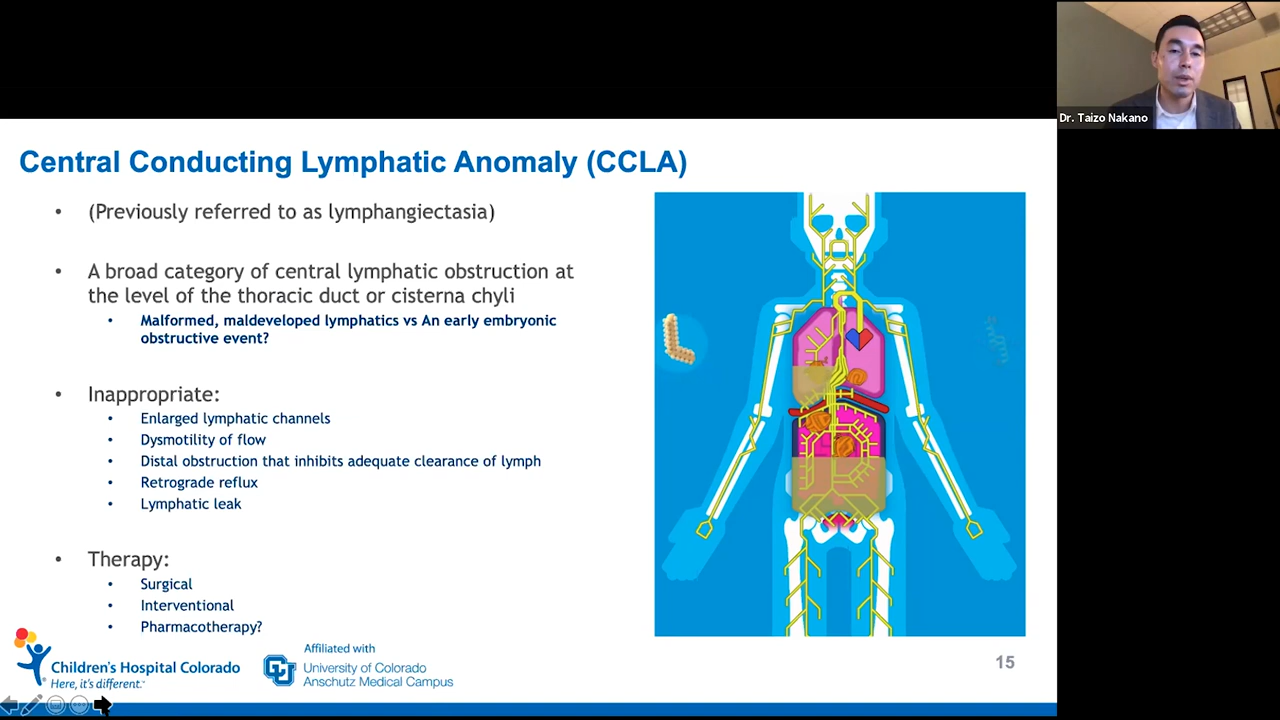 Central Conducting Lymphatic Anomaly (CCLA)
• (Previously referred to as lymphangiectasia)
• A broad category of central lymphatic obstruction at
the level of the thoracic duct or cisterna chyli
• Malformed, maldeveloped lymphatics vs An early embryonic
obstructive event?
• Inappropriate:
• Enlarged lymphatic channels
• Dysmotility of flow
• Distal obstruction that inhibits adequate clearance of lymph
• Retrograde reflux
• Lymphatic leak
• Therapy:
• Surgical
• Interventional
• Pharmacotherapy?
Children's Hospital Colorado
Here, it's different.™
Affiliated with
CU
University of Colorado
Anschutz Medical Campus
15
Dr. Taizo Nakano